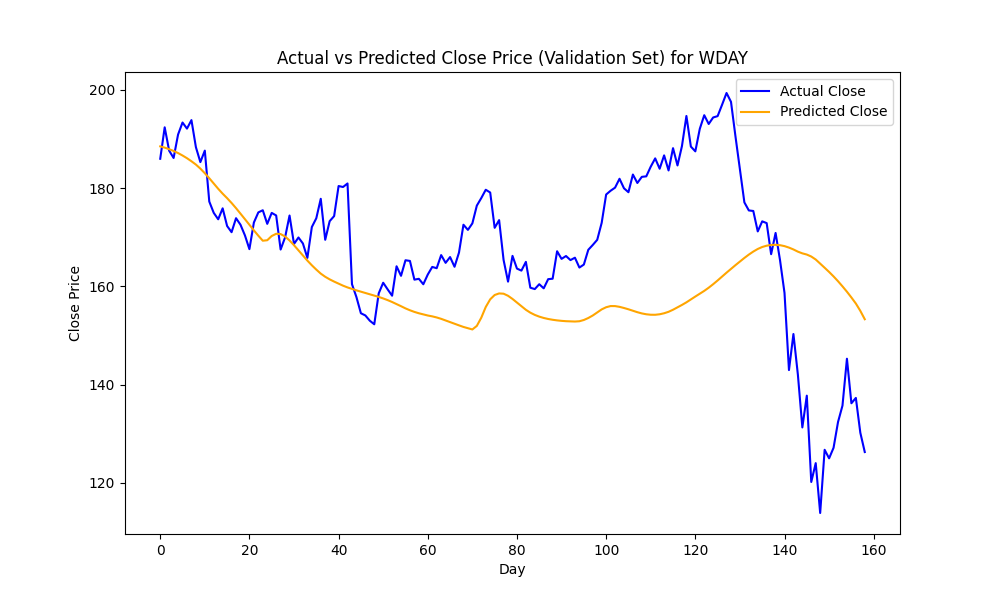 Actual vs Predicted Close Price (Validation Set) for WDAY
Actual Close
Predicted Close
Close Price
200
180
160
140
120
0 20 40 60 80 100 120 140 160
Day